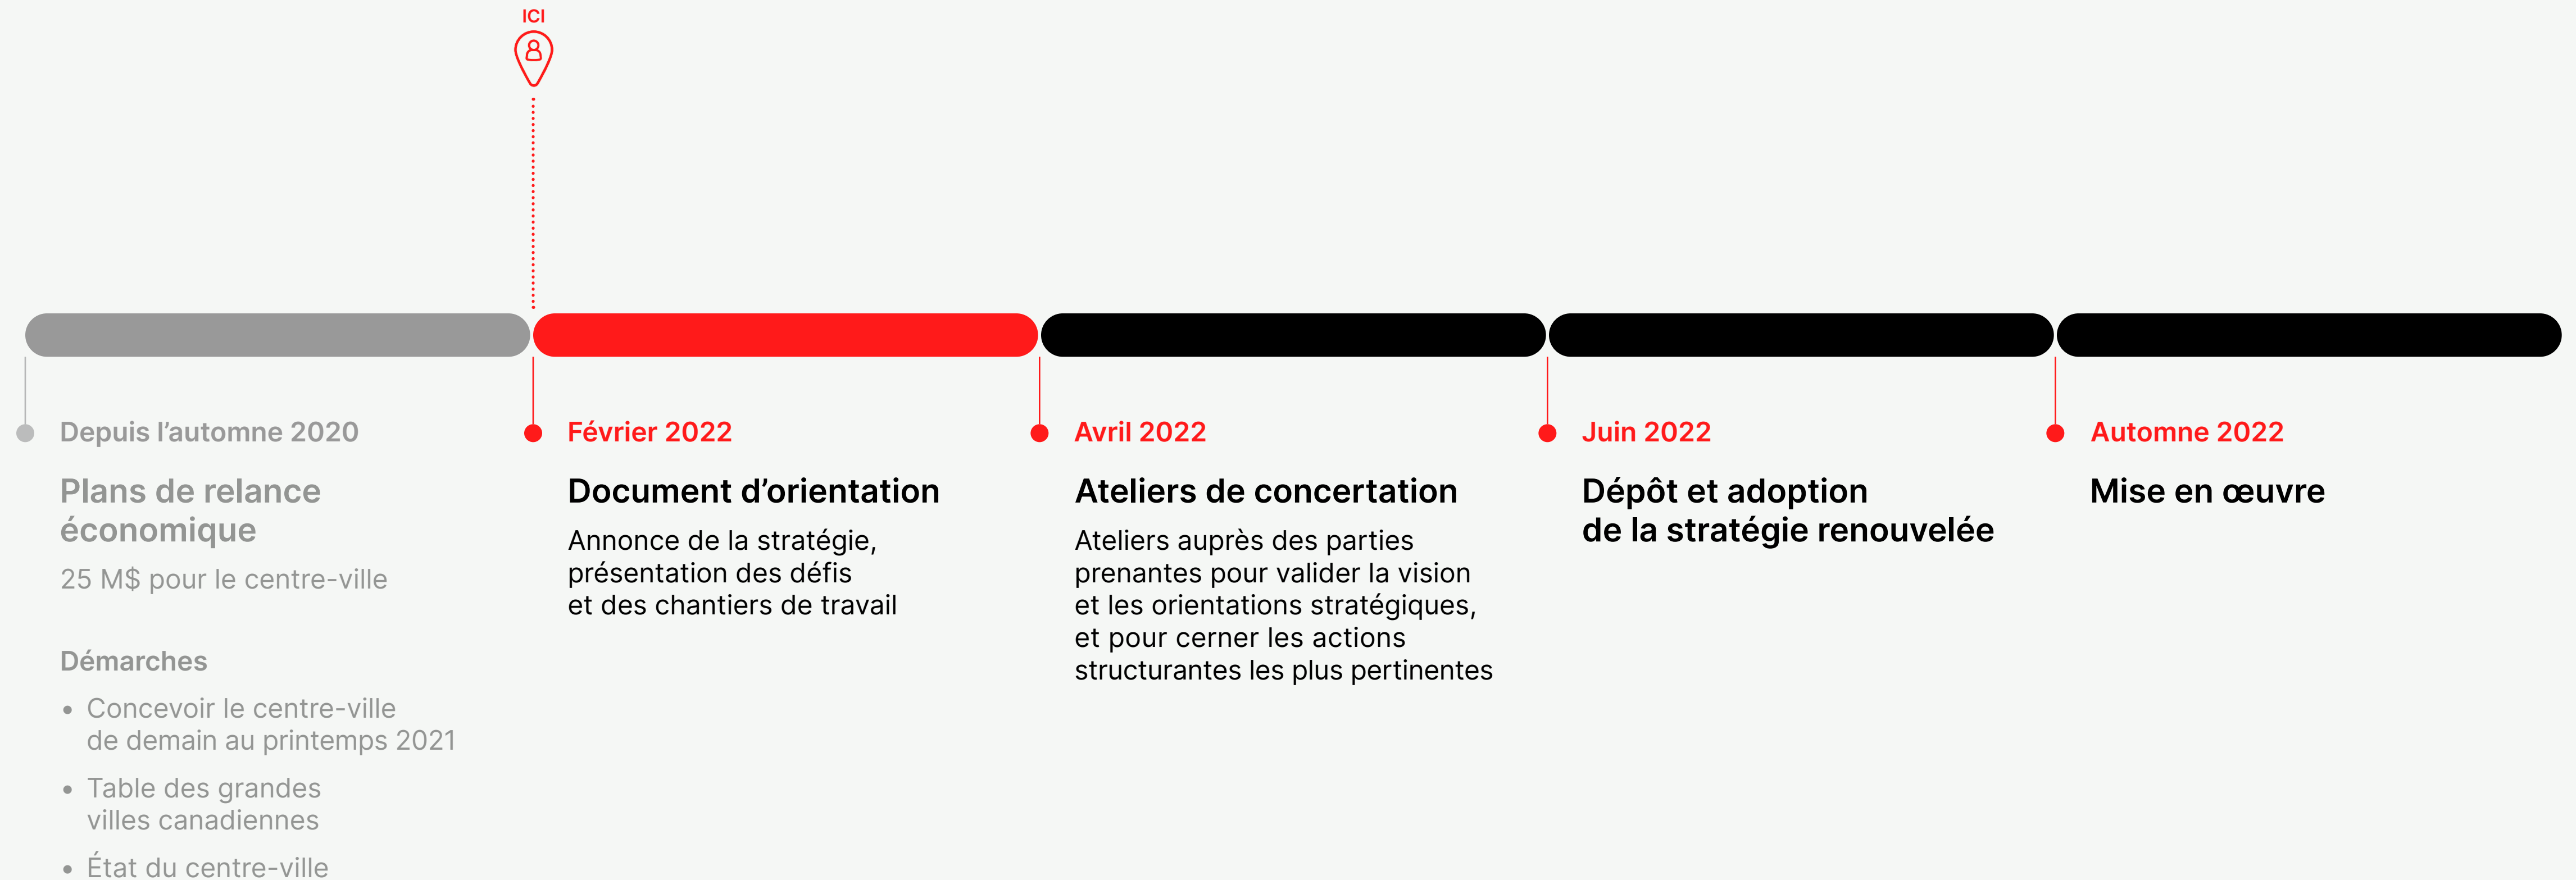 ICI
Depuis l’automne 2020
Plans de relance
économique
25 M$ pour le centre-ville
Démarches
• Concevoir le centre-ville
de demain au printemps 2021
• Table des grandes
villes canadiennes
• État du centre-ville
Février 2022
Document d’orientation
Annonce de la stratégie,
présentation des défis
et des chantiers de travail
Avril 2022
Ateliers de concertation
Ateliers auprès des parties
prenantes pour valider la vision
et les orientations stratégiques,
et pour cerner les actions
structurantes les plus pertinentes
Juin 2022
Dépôt et adoption
de la stratégie renouvelée
Automne 2022
Mise en œuvre